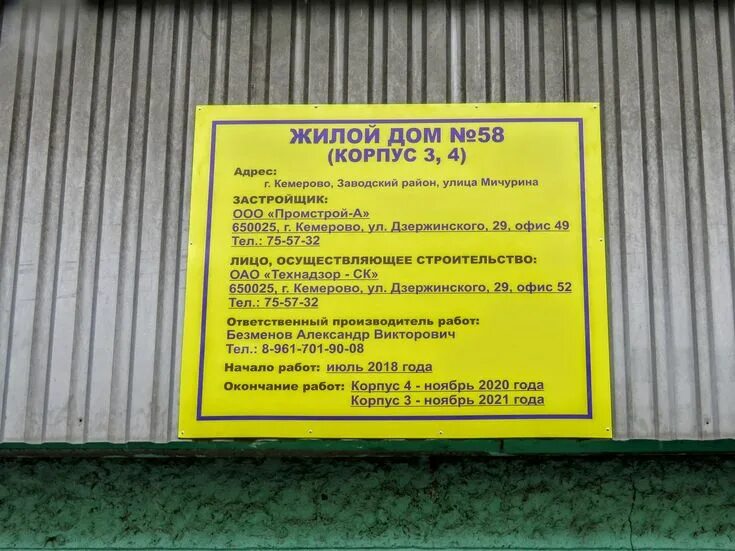 ЖИЛОЙ ДОМ №58
(КОРПУС 3, 4)
Адрес:
г. Кемерово, Заводский район, улица Мичурина
ЗАСТРОЙЩИК:
ООО «Промстрой-А»
650025, г. Кемерово, ул. Дзержинского, 29, офис 49
Тел.: 75-57-32
ЛИЦО, ОСУЩЕСТВЛЯЮЩЕЕ СТРОИТЕЛЬСТВО:
ОАО «Технадзор - СК»
650025, г. Кемерово, ул. Дзержинского, 29, офис 52
Тел.: 75-57-32
Ответственный производитель работ:
Безменов Александр Викторович
Тел.: 8-961-701-90-08
Начало работ: июль 2018 года
Окончание работ: Корпус 4 - ноябрь 2020 года
Корпус 3 - ноябрь 2021 года